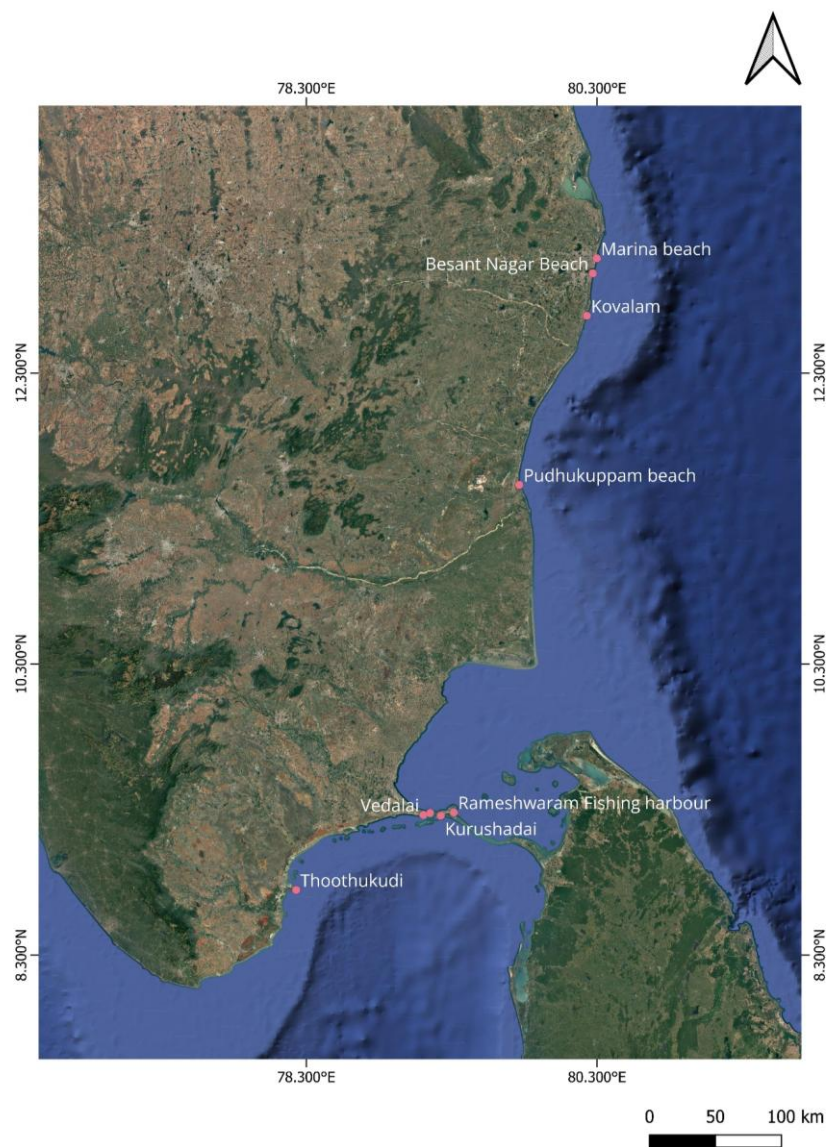 78.300°E 80.300°E
Marina beach
Besant Nagar Beach
Kovalam
12.300°N 12.300°N
Pudhukuppam beach
10.300°N 10.300°N
Vedalai Rameshwaram Fishing harbour
Kurushadai
Thoothukudi
8.300°N 8.300°N
78.300°E 80.300°E
0 50 100 km